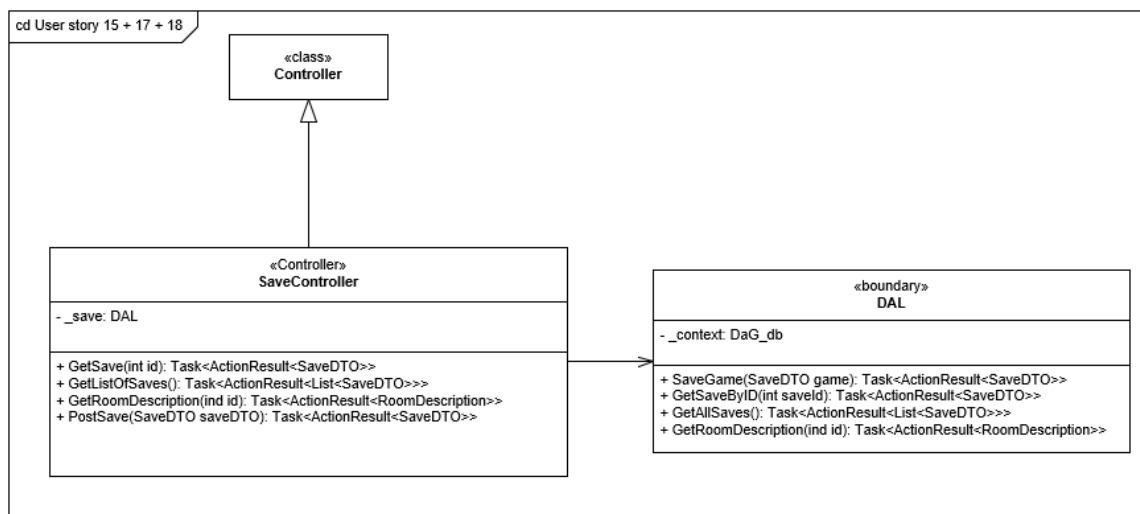 cd User story 15 + 17 + 18
«class»
Controller
«Controller»
SaveController
- _save: DAL
+ GetSave(int id): Task<ActionResult<SaveDTO>>
+ GetListOfSaves(): Task<ActionResult<List<SaveDTO>>>
+ GetRoomDescription(ind id): Task<ActionResult<RoomDescription>>
+ PostSave(SaveDTO saveDTO): Task<ActionResult<SaveDTO>>
«boundary»
DAL
- _context: DaG_db
+ SaveGame(SaveDTO game): Task<ActionResult<SaveDTO>>
+ GetSaveByID(int saveId): Task<ActionResult<SaveDTO>>
+ GetAllSaves(): Task<ActionResult<List<SaveDTO>>>
+ GetRoomDescription(ind id): Task<ActionResult<RoomDescription>>